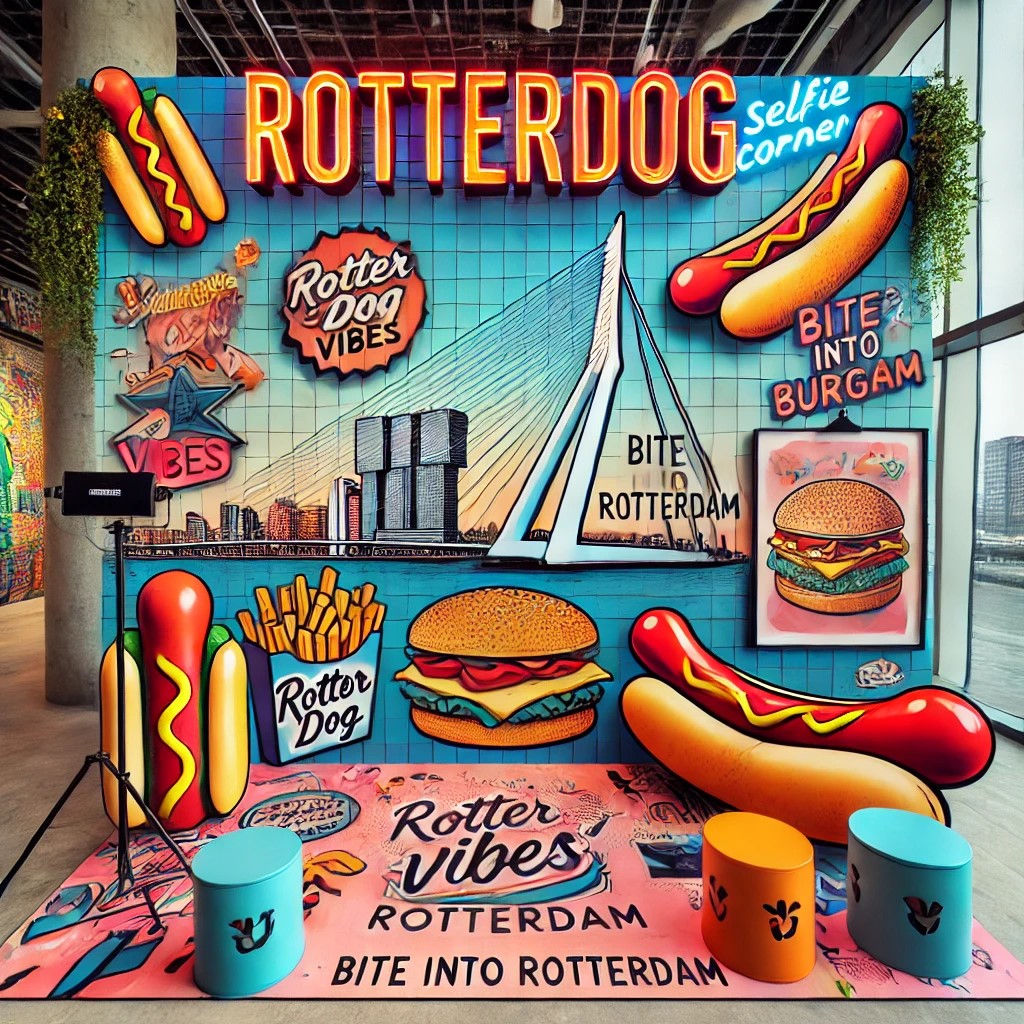 ROTTERDOG
Selfie
corner
Rotter
Dog
VIBES
BITE
INTO
BURGAM
VIBES
BITE
ROTTERDAM
Rotter
Dog
Rotter
vibes
ROTTERDAM
BITE INTO ROTTERDAM